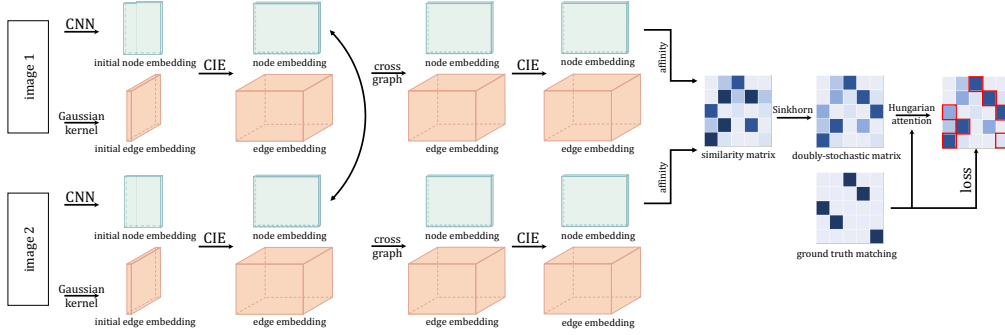 image 1
CNN
initial node embedding
Gaussian
kernel
initial edge embedding
CIE
node embedding
edge embedding
cross
graph
node embedding
edge embedding
CIE
node embedding
edge embedding
affinity
image 2
CNN
initial node embedding
Gaussian
kernel
initial edge embedding
CIE
node embedding
edge embedding
cross
graph
node embedding
edge embedding
CIE
node embedding
edge embedding
affinity
similarity matrix
Sinkhorn
doubly-stochastic matrix
Hungarian
attention
loss
ground truth matching